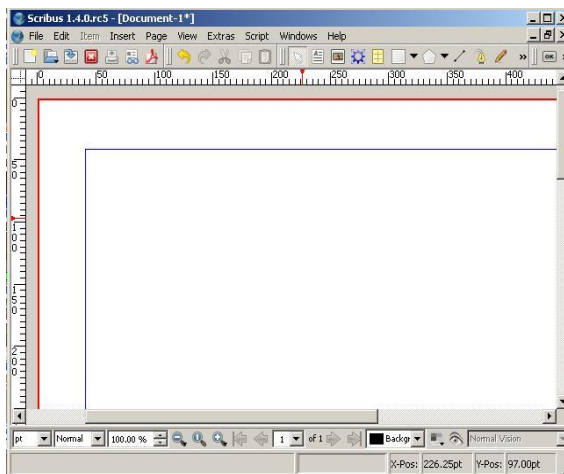 Scribus 1.4.0.rc5 - [Document-1*]
File Edit Item Insert Page View Extras Script Windows Help
OK
0 50 100 150 200 250 300 350 400
0
50
100
150
200
pt Normal 100.00 % 1 of 1 Backgr Normal Vision
X-Pos: 226.25pt Y-Pos: 97.00pt